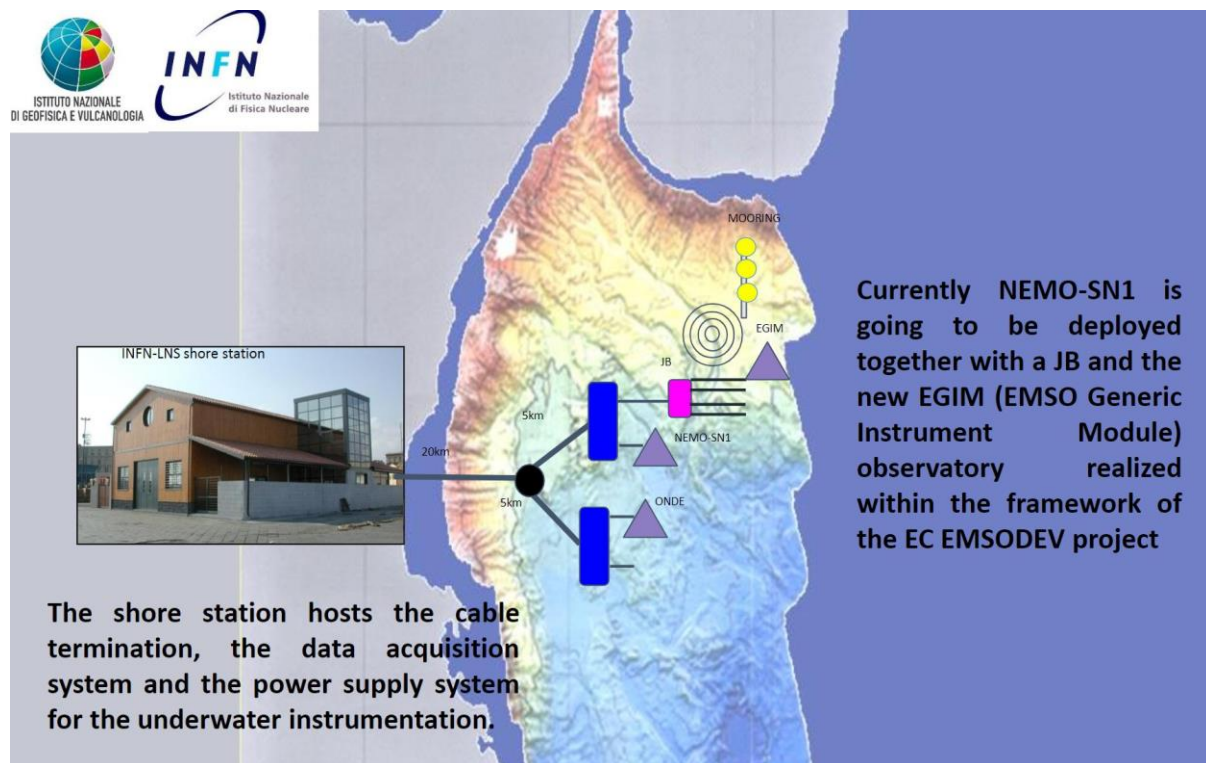 ISTITUTO NAZIONALE
DI GEOFISICA E VULCANOLOGIA
INFN
Istituto Nazionale
di Fisica Nucleare
MOORING
EGIM
JB
INFN-LNS shore station
5km
NEMO-SN1
20km
5km
ONDE
Currently NEMO-SN1 is
going to be deployed
together with a JB and the
new EGIM (EMSO Generic
Instrument Module)
observatory realized
within the framework of
the EC EMSODEV project
The shore station hosts the cable
termination, the data acquisition
system and the power supply system
for the underwater instrumentation.